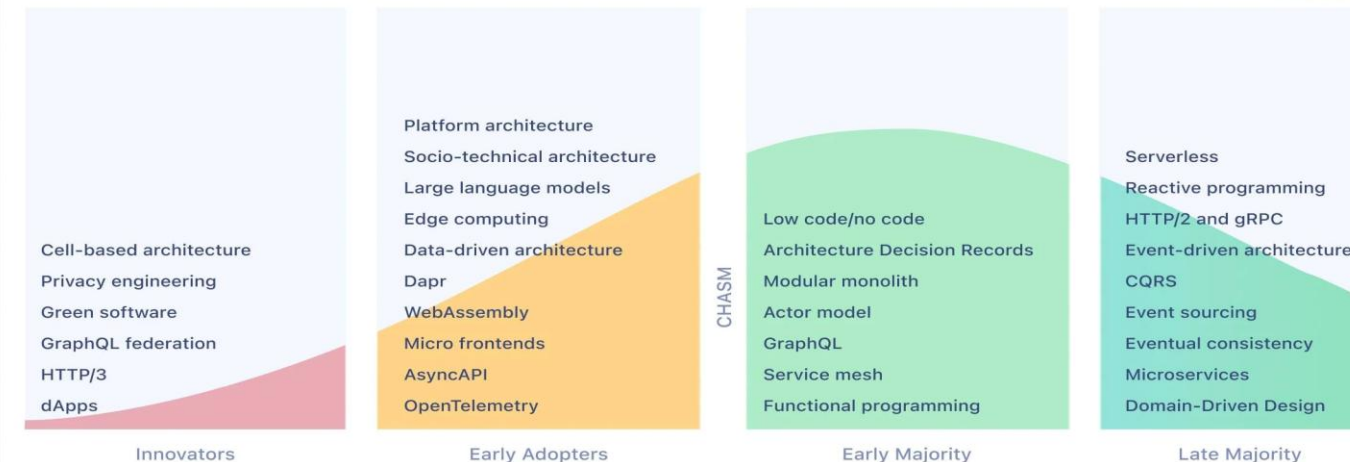 Cell-based architecture
Privacy engineering
Green software
GraphQL federation
HTTP/3
dApps
Innovators
Platform architecture
Socio-technical architecture
Large language models
Edge computing
Data-driven architecture
Dapr
WebAssembly
Micro frontends
AsyncAPI
OpenTelemetry
Early Adopters
CHASM
Low code/no code
Architecture Decision Records
Modular monolith
Actor model
GraphQL
Service mesh
Functional programming
Early Majority
Serverless
Reactive programming
HTTP/2 and gRPC
Event-driven architecture
CQRS
Event sourcing
Eventual consistency
Microservices
Domain-Driven Design
Late Majority